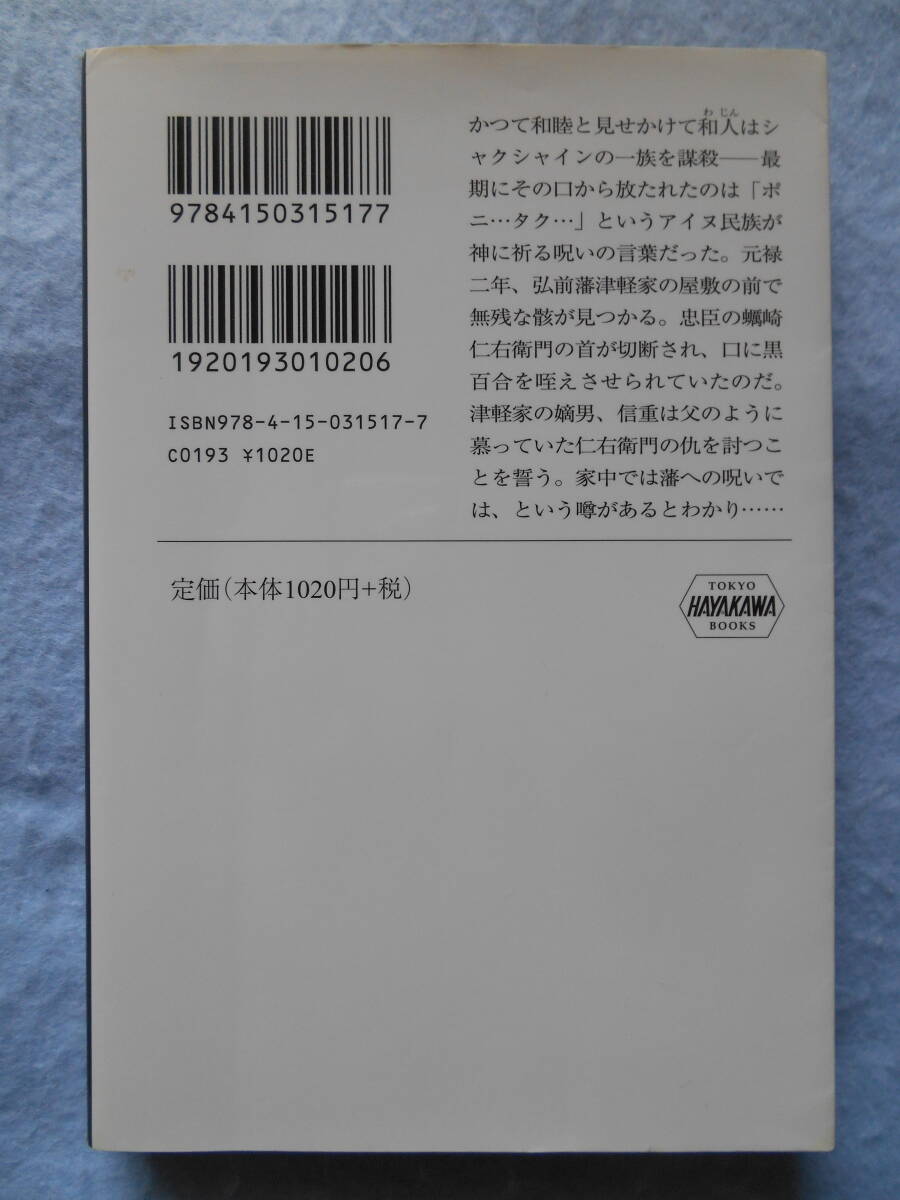 9784150315177
1920193010206
ISBN978-4-15-031517-7
C0193 ¥1020E
かつて和睦と見せかけて和人はシ
わじん
ャクシャインの一族を謀殺――最
期にその口から放たれたのは「ポ
ニ…タク…」というアイヌ民族が
神に祈る呪いの言葉だった。元禄
二年、弘前藩津軽家の屋敷の前で
無残な骸が見つかる。忠臣の蠣崎
仁右衛門の首が切断され、口に黒
百合を咥えさせられていたのだ。
津軽家の嫡男、信重は父のように
慕っていた仁右衛門の仇を討つこ
とを誓う。家中では藩への呪いで
は、という噂があるとわかり……
定価(本体1020円+税)
TOKYO
HAYAKAWA
BOOKS